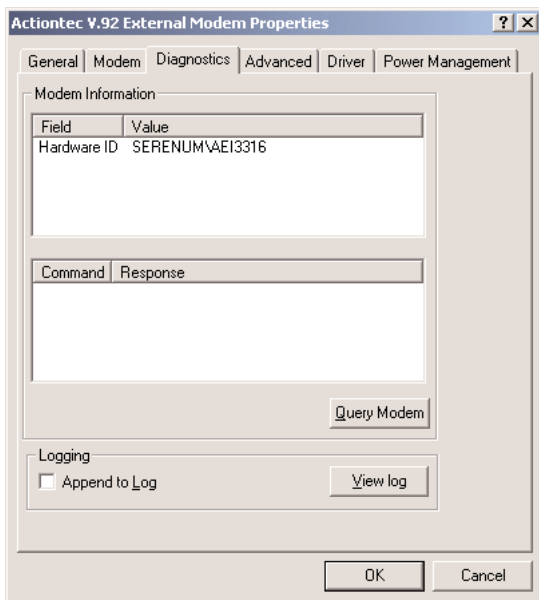 Actiontec V.92 External Modem Properties
General Modem Diagnostics Advanced Driver Power Management
Modem Information
Field Value
Hardware ID SERENUM\AEI3316
Command Response
Query Modem
Logging
Append to Log
View log
OK Cancel